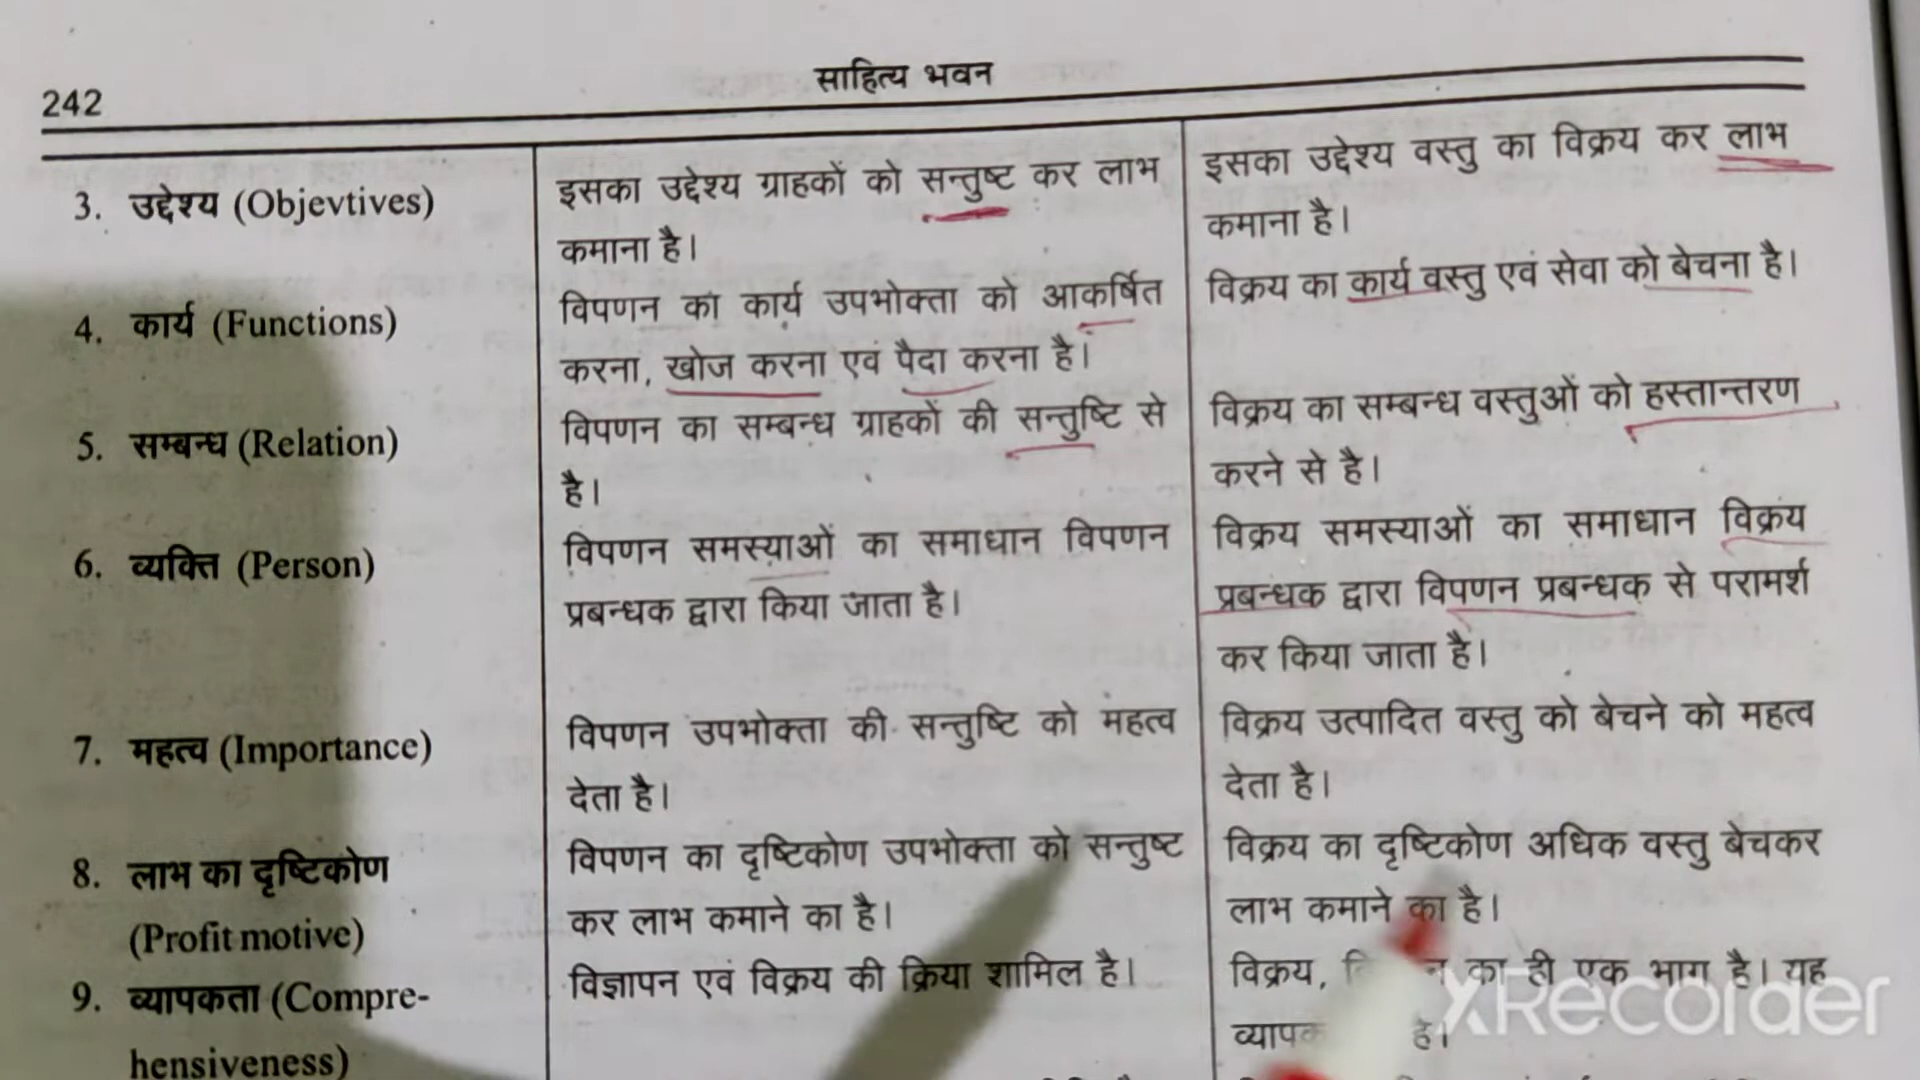 242
साहित्य भवन
3. उद्देश्य (Objevtives)
इसका उद्देश्य ग्राहकों को सन्तुष्ट कर लाभ
कमाना है।
इसका उद्देश्य वस्तु का विक्रय कर लाभ
कमाना है।
4. कार्य (Functions)
विपणन का कार्य उपभोक्ता को आकर्षित
करना, खोज करना एवं पैदा करना है।
विक्रय का कार्य वस्तु एवं सेवा को बेचना है।
5. सम्बन्ध (Relation)
विपणन का सम्बन्ध ग्राहकों की सन्तुष्टि से
है।
विक्रय का सम्बन्ध वस्तुओं को हस्तान्तरण
करने से है।
6. व्यक्ति (Person)
विपणन समस्याओं का समाधान विपणन
प्रबन्धक द्वारा किया जाता है।
विक्रय समस्याओं का समाधान विक्रय
प्रबन्धक द्वारा विपणन प्रबन्धक से परामर्श
कर किया जाता है।
7. महत्व (Importance)
विपणन उपभोक्ता की सन्तुष्टि को महत्व
देता है।
विक्रय उत्पादित वस्तु को बेचने को महत्व
देता है।
8. लाभ का दृष्टिकोण
(Profit motive)
विपणन का दृष्टिकोण उपभोक्ता को सन्तुष्ट
कर लाभ कमाने का है।
विक्रय का दृष्टिकोण अधिक वस्तु बेचकर
लाभ कमाने का है।
9. व्यापकता (Compre-
hensiveness)
विज्ञापन एवं विक्रय की क्रिया शामिल है।
विक्रय, का ही एक भाग है। यह
है।
XRecorder